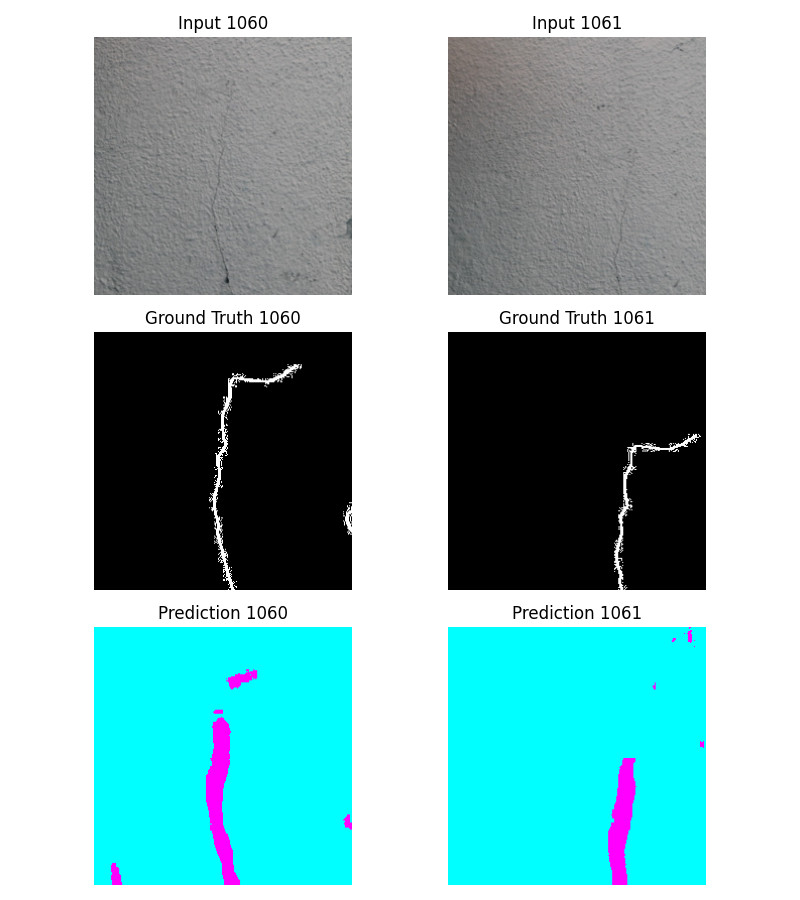 Input 1060
Input 1061
Ground Truth 1060
Ground Truth 1061
Prediction 1060
Prediction 1061